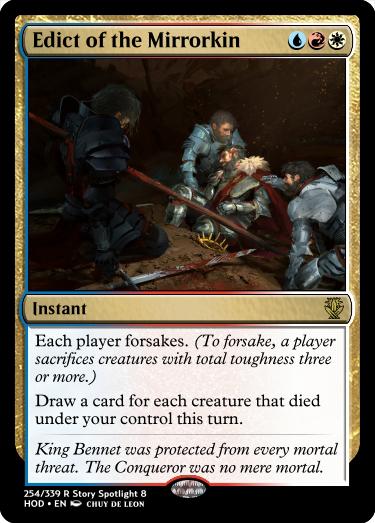 Edict of the Mirrorkin
Instant
Each player forsakes. (To forsake, a player
sacrifices creatures with total toughness three
or more.)
Draw a card for each creature that died
under your control this turn.
King Bennet was protected from every mortal
threat. The Conqueror was no mere mortal.
254/339 R Story Spotlight 8
HOD • EN CHUY DE LEON